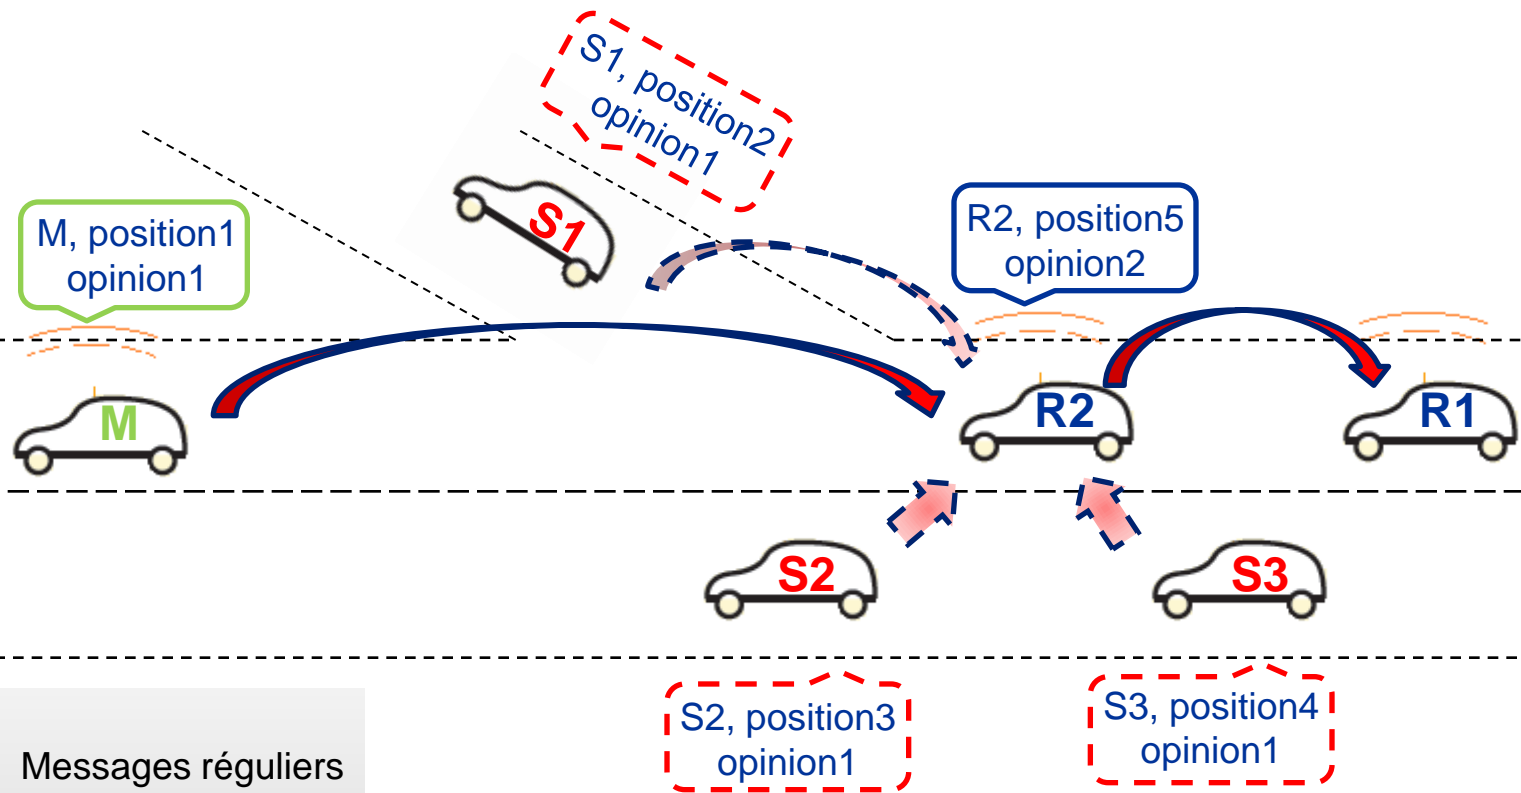 S1, position2
opinion1
M, position1
opinion1
S1
R2, position5
opinion2
M
R2
R1
S2
S3
S2, position3
opinion1
S3, position4
opinion1
Messages réguliers